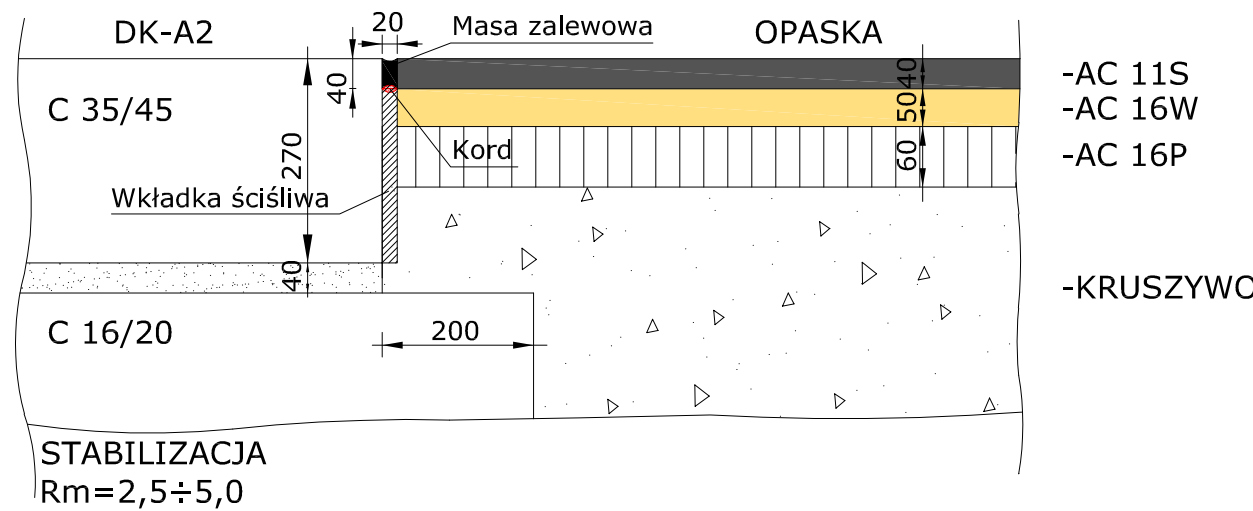 DK-A2
20
Masa zalewowa
OPASKA
40
40
-AC 11S
C 35/45
50
-AC 16W
270
Kord
60
-AC 16P
Wkładka ściśliwa
40
-KRUSZYWO
C 16/20
200
STABILIZACJA
Rm=2,5÷5,0